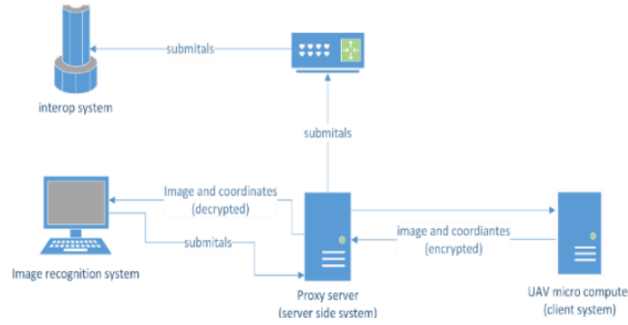 submitals
interop system
submitals
Image and coordinates
(decrypted)
submitals
image and coordiantes
(encrypted)
Image recognition system
Proxy server
(server side system)
UAV micro compute
(client system)